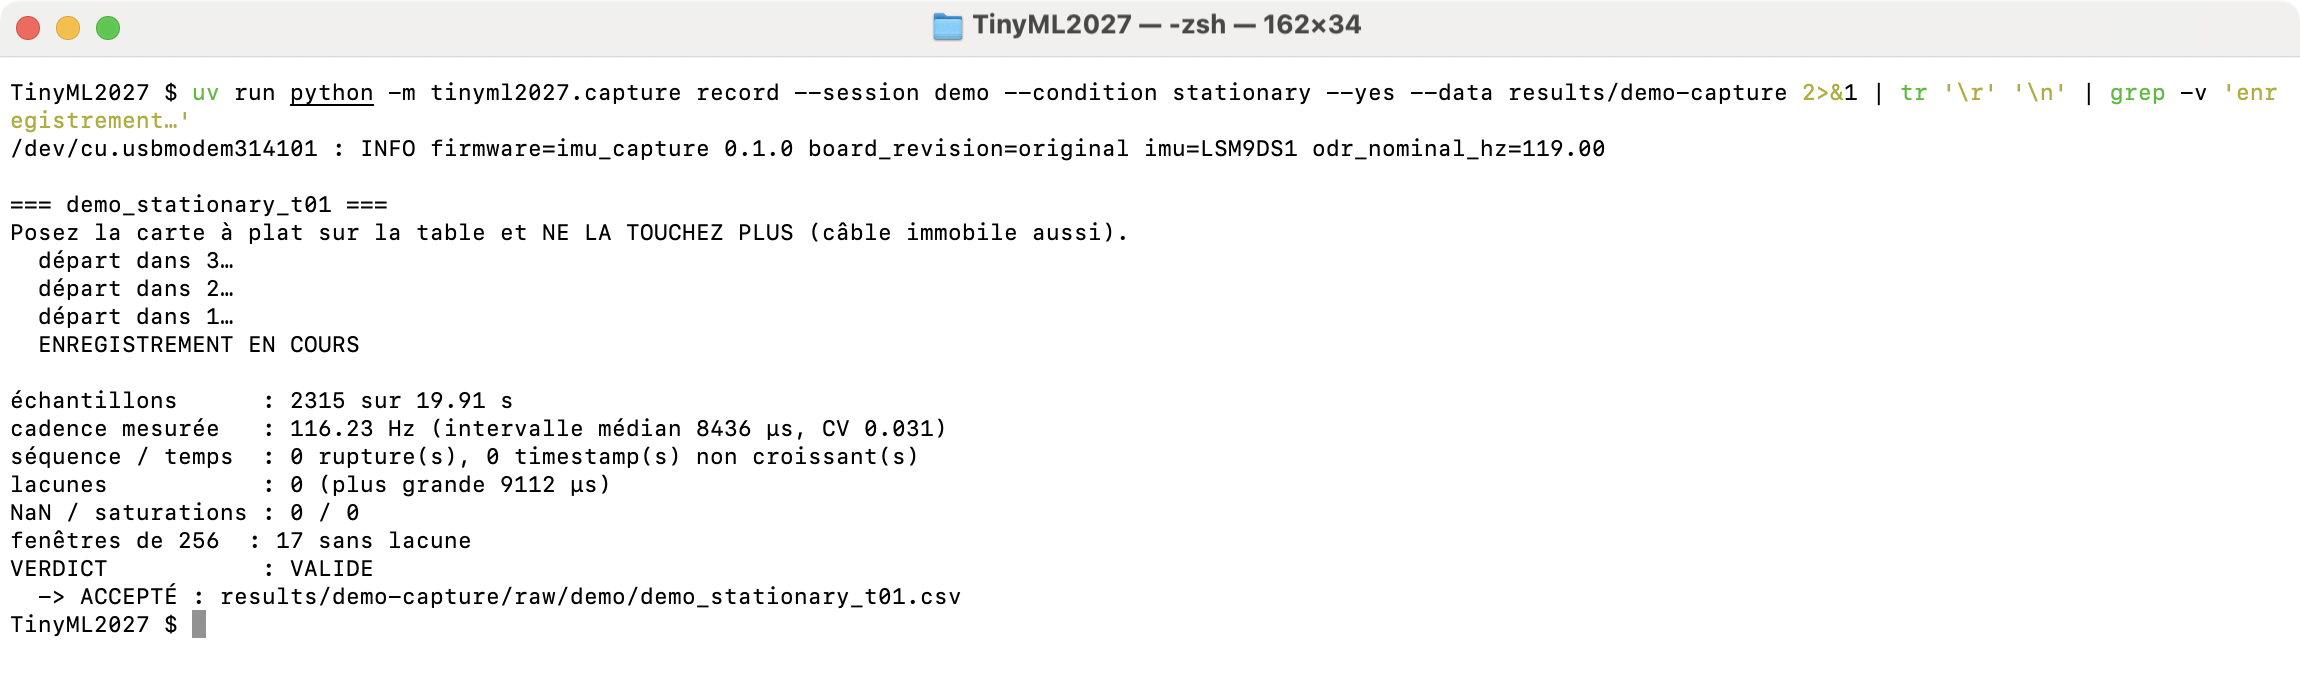 TinyML2027 — -zsh — 162×34
TinyML2027 $ uv run python -m tinyml2027.capture record --session demo --condition stationary --yes --data results/demo-capture 2>&1 | tr '\r' '\n' | grep -v 'enr
egistrement…'
/dev/cu.usbmodem314101 : INFO firmware=imu_capture 0.1.0 board_revision=original imu=LSM9DS1 odr_nominal_hz=119.00
=== demo_stationary_t01 ===
Posez la carte à plat sur la table et NE LA TOUCHEZ PLUS (câble immobile aussi).
départ dans 3…
départ dans 2…
départ dans 1…
ENREGISTREMENT EN COURS
échantillons : 2315 sur 19.91 s
cadence mesurée : 116.23 Hz (intervalle médian 8436 µs, CV 0.031)
séquence / temps : 0 rupture(s), 0 timestamp(s) non croissant(s)
lacunes : 0 (plus grande 9112 µs)
NaN / saturations : 0 / 0
fenêtres de 256 : 17 sans lacune
VERDICT : VALIDE
-> ACCEPTÉ : results/demo-capture/raw/demo/demo_stationary_t01.csv
TinyML2027 $